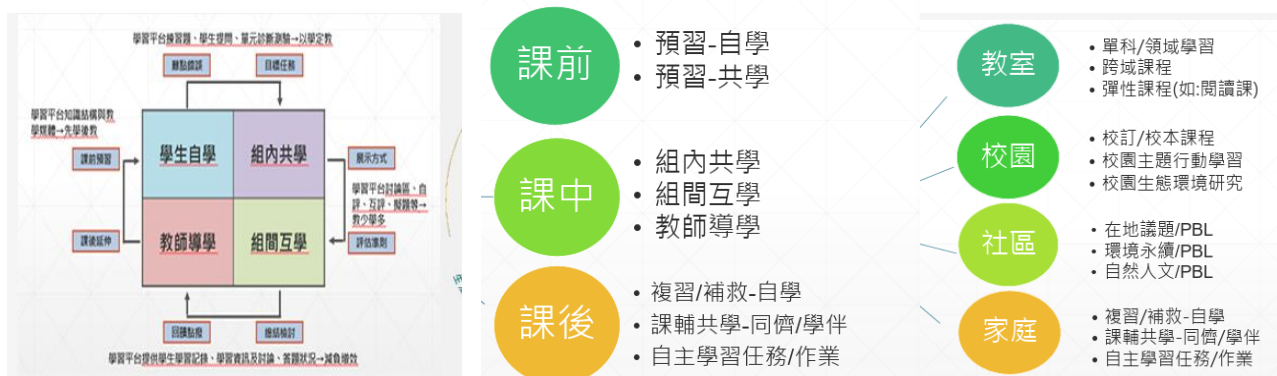 學習平台練習題、學生提問、單元診斷測驗→以學定教
難點錯誤
目標任務
學習平台知識結構與教
學媒體→先學後教
課前預習
學生自學
組內共學
展示方式
學習平台討論區、自
評、互評、擬題等→
教少學多
課後延伸
教師導學
組間互學
評估準則
回饋點撥
總結檢討
學習平台提供學生學習記錄、學習資訊及討論、答題狀況→減負增效
課前
• 預習-自學
• 預習-共學
課中
• 組內共學
• 組間互學
• 教師導學
課後
• 複習/補救-自學
• 課輔共學-同儕/學伴
• 自主學習任務/作業
教室
• 單科/領域學習
• 跨域課程
• 彈性課程(如:閱讀課)
校園
• 校訂/校本課程
• 校園主題行動學習
• 校園生態環境研究
社區
• 在地議題/PBL
• 環境永續/PBL
• 自然人文/PBL
家庭
• 複習/補救-自學
• 課輔共學-同儕/學伴
• 自主學習任務/作業